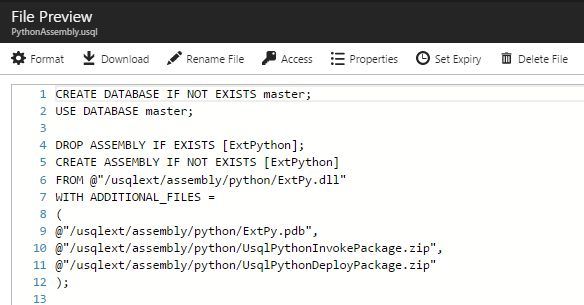 File Preview
PythonAssembly.usql
Format Download Rename File Access Properties Set Expiry Delete File
1 CREATE DATABASE IF NOT EXISTS master;
2 USE DATABASE master;
3
4 DROP ASSEMBLY IF EXISTS [ExtPython];
5 CREATE ASSEMBLY IF NOT EXISTS [ExtPython]
6 FROM @"/usqlext/assembly/python/ExtPy.dll"
7 WITH ADDITIONAL_FILES =
8 (
9 @"/usqlext/assembly/python/ExtPy.pdb",
10 @"/usqlext/assembly/python/UsqlPythonInvokePackage.zip",
11 @"/usqlext/assembly/python/UsqlPythonDeployPackage.zip"
12 );
13